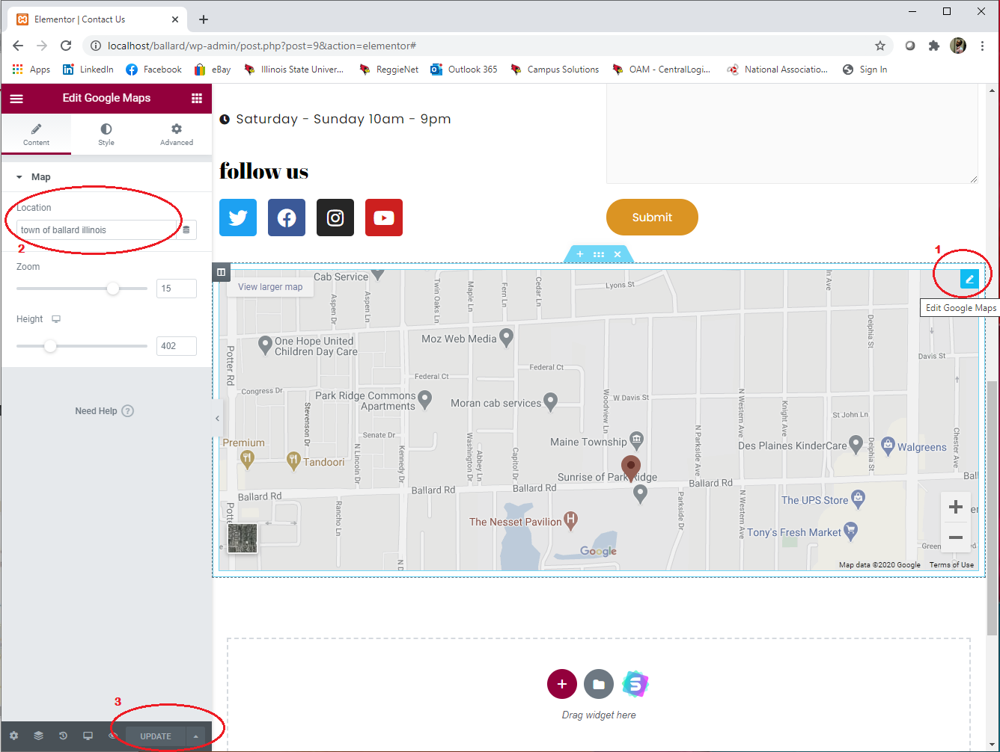 Elementor | Contact Us
localhost/ballard/wp-admin/post.php?post=9&action=elementor#
Apps
LinkedIn
Facebook
eBay
Illinois State Univer...
ReggieNet
Outlook 365
Campus Solutions
OAM - CentralLogi...
National Associatio...
Sign In
Edit Google Maps
Content
Style
Advanced
Map
Location
town of ballard illinois
2
Zoom
15
Height
402
Need Help ?
3
UPDATE
Saturday - Sunday 10am - 9pm
follow us
Submit
1
Edit Google Maps
View larger map
Cab Service
Lyons St
Twin Oaks Ln
Maple Ln
Fern Ln
Cedar Ln
Aspen Ln
Aspen Dr
ln Ave
Delphia St
Davis St
One Hope United
Children Day Care
Moz Web Media
Potter Rd
Federal Ct
Federal Ct
Congress Dr
Park Ridge Commons
Apartments
Moran cab services
Woodview Ln
W Davis St
N Western Ave
Knight Ave
St John Ln
Stevenson Dr
Senate Dr
Maine Township
N Parkside Ave
Des Plaines KinderCare
Delphia St
Walgreens
Chester Ave
Premium
Tandoori
N Lincoln Dr
Kennedy Dr
Washington Dr
Abbey Ln
Capitol Dr
Sunrise of Park Ridge
Ballard Rd
Ballard Rd
Ballard Rd
Ballard Rd
Ball
Potte
Rancho Ln
The Nesset Pavilion
Parkside Dr
N Western Ave
The UPS Store
Tony's Fresh Market
er
Green
e
N D
Google
Map data ©2020 Google
Terms of Use
Drag widget here